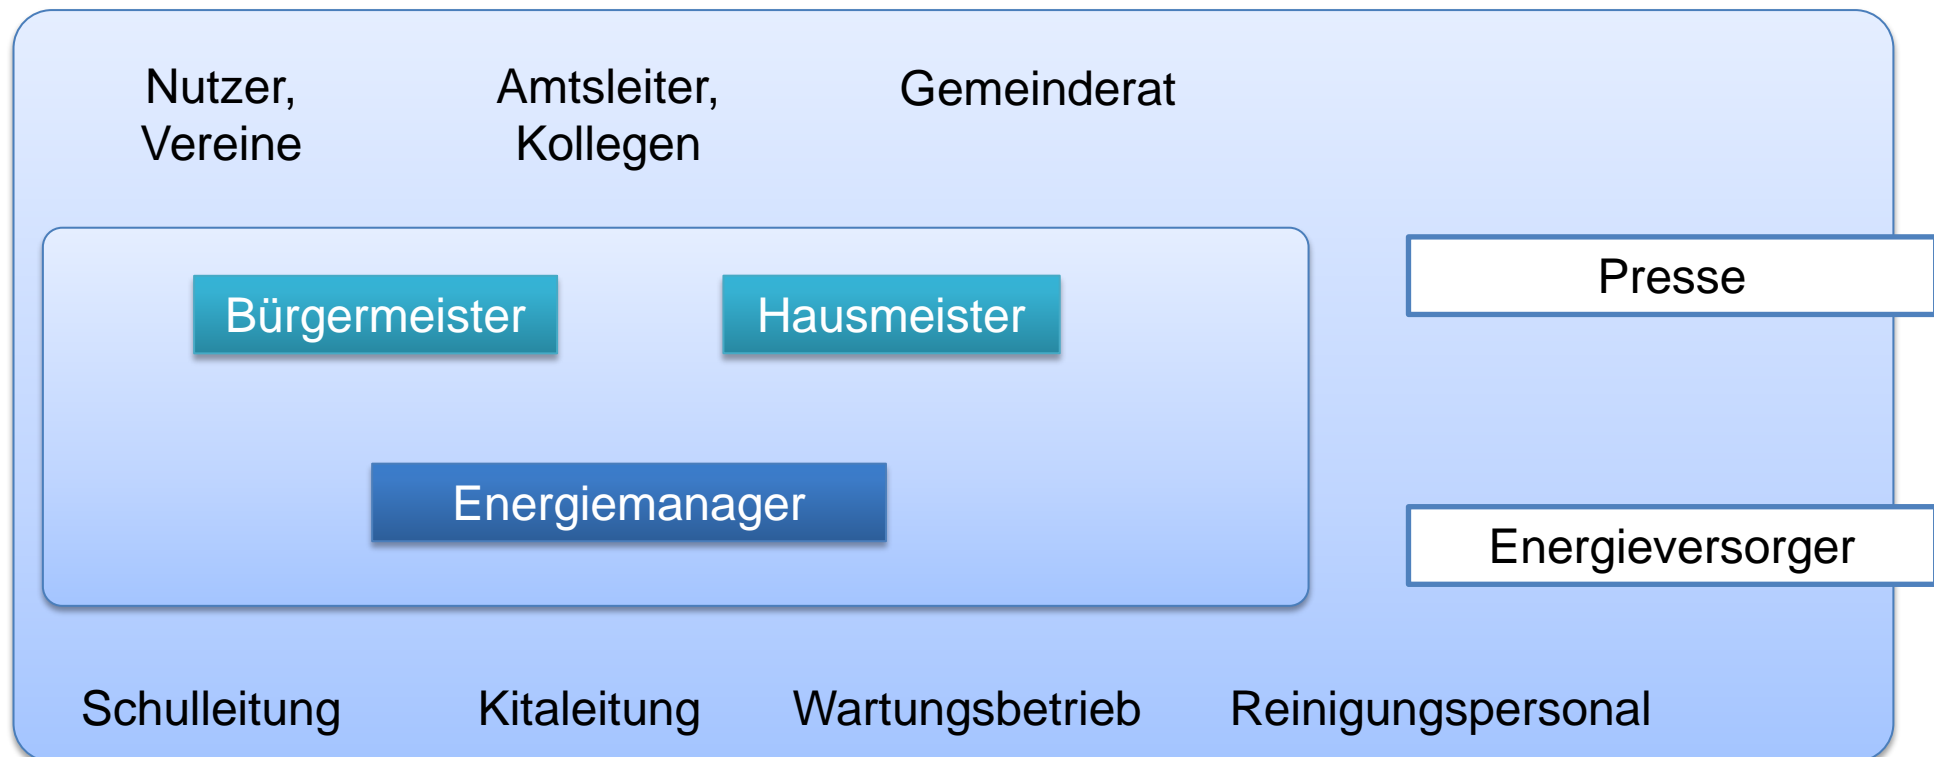 Nutzer,
Vereine
Amtsleiter,
Kollegen
Gemeinderat
Bürgermeister
Hausmeister
Presse
Energiemanager
Energieversorger
Schulleitung
Kitaleitung
Wartungsbetrieb
Reinigungspersonal